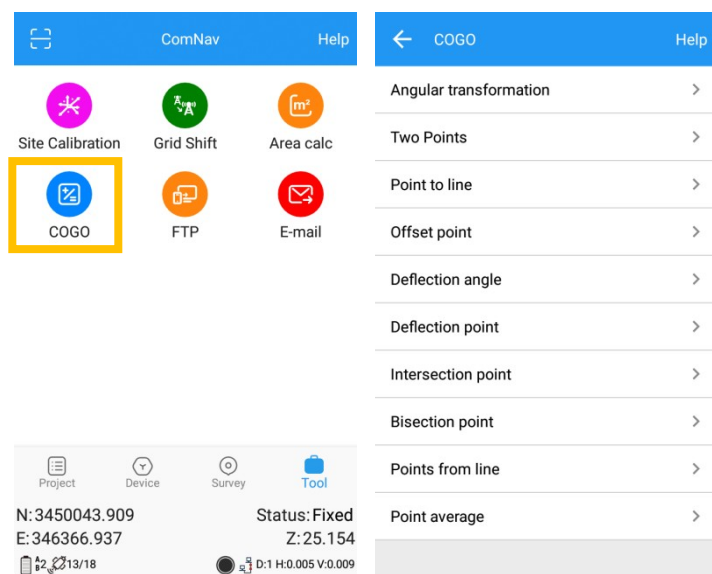 ComNav Help
Site Calibration Grid Shift Area calc
m²
COGO FTP E-mail
Project Device Survey Tool
N:3450043.909 Status:Fixed
E:346366.937 Z:25.154
2 13/18 D:1 H:0.005 V:0.009
COGO Help
Angular transformation
Two Points
Point to line
Offset point
Deflection angle
Deflection point
Intersection point
Bisection point
Points from line
Point average